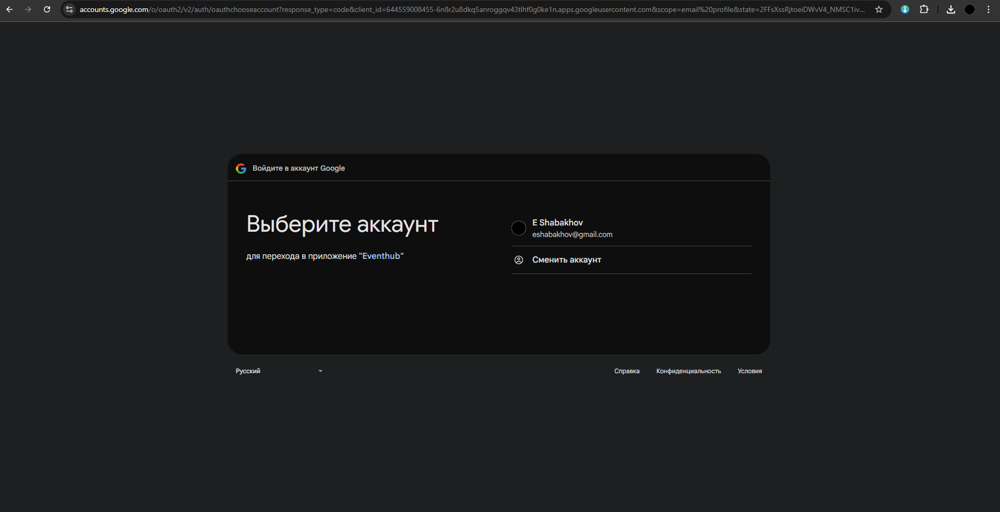 accounts.google.com/o/oauth2/v2/auth/oauthchooseaccount?response_type=code&client_id=644559008455-6n8r2u8dkq5anroggqv43tlhf0g0ke1n.apps.googleusercontent.com&scope=email%20profile&state=2FFsXssRjtoeiDWvV4_NMSC1iv...
Войдите в аккаунт Google
Выберите аккаунт
для перехода в приложение "Eventhub"
E Shabakhov
eshabakhov@gmail.com
Сменить аккаунт
Русский
Справка
Конфиденциальность
Условия